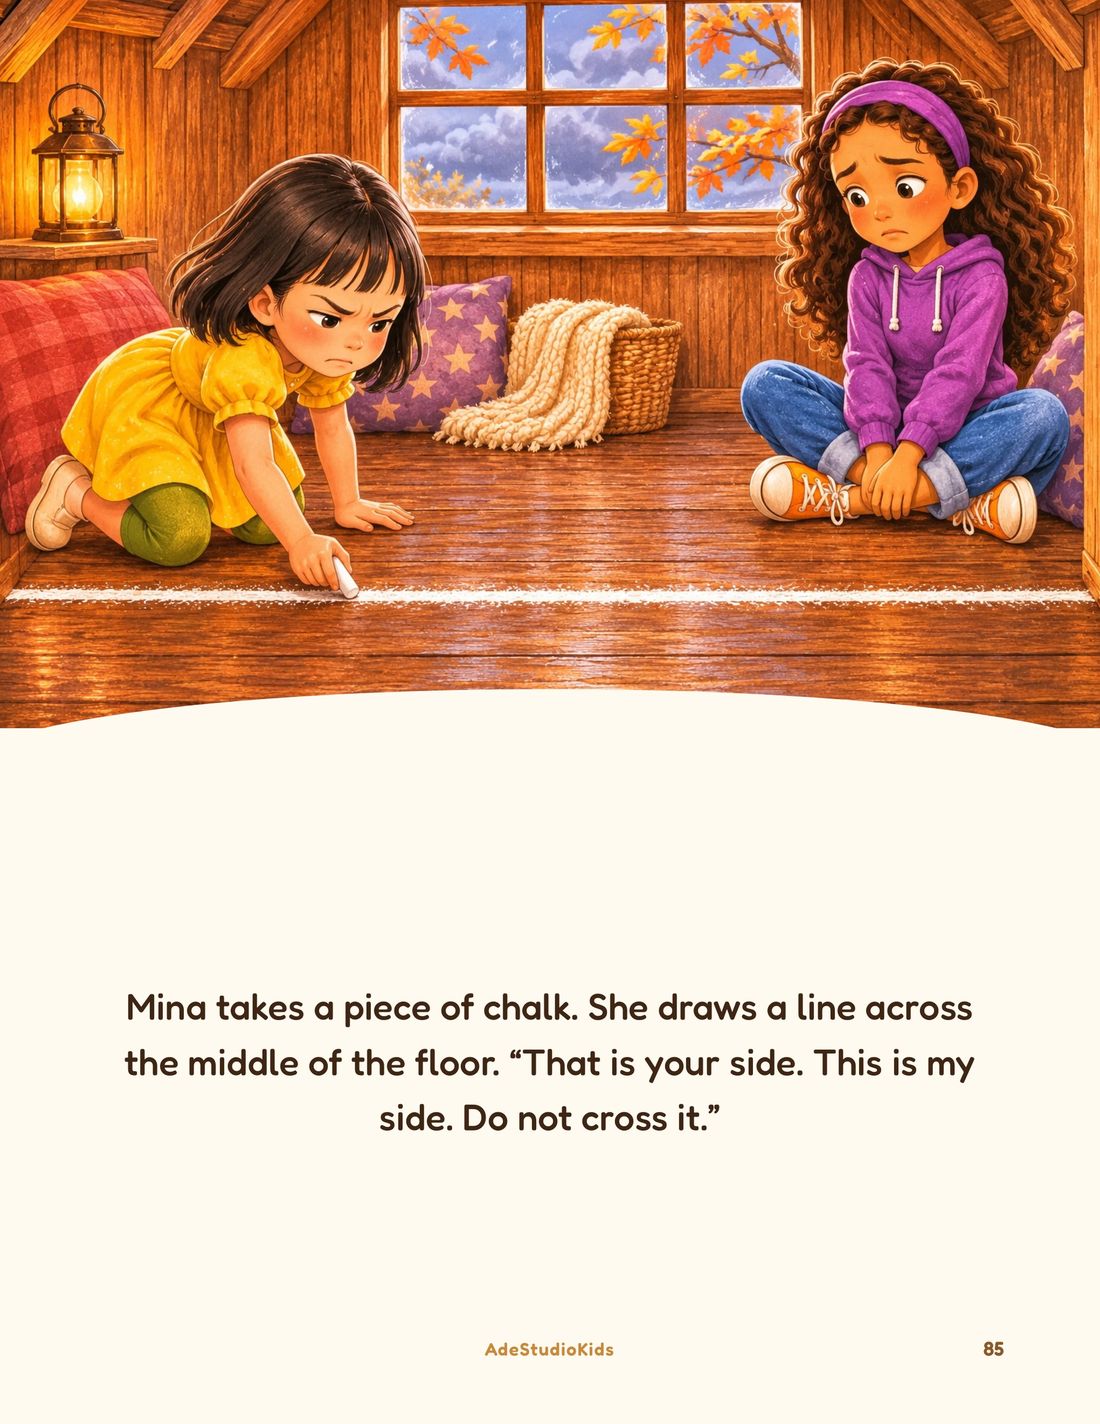 Mina takes a piece of chalk. She draws a line across
the middle of the floor. “That is your side. This is my
side. Do not cross it.”
AdeStudioKids
85